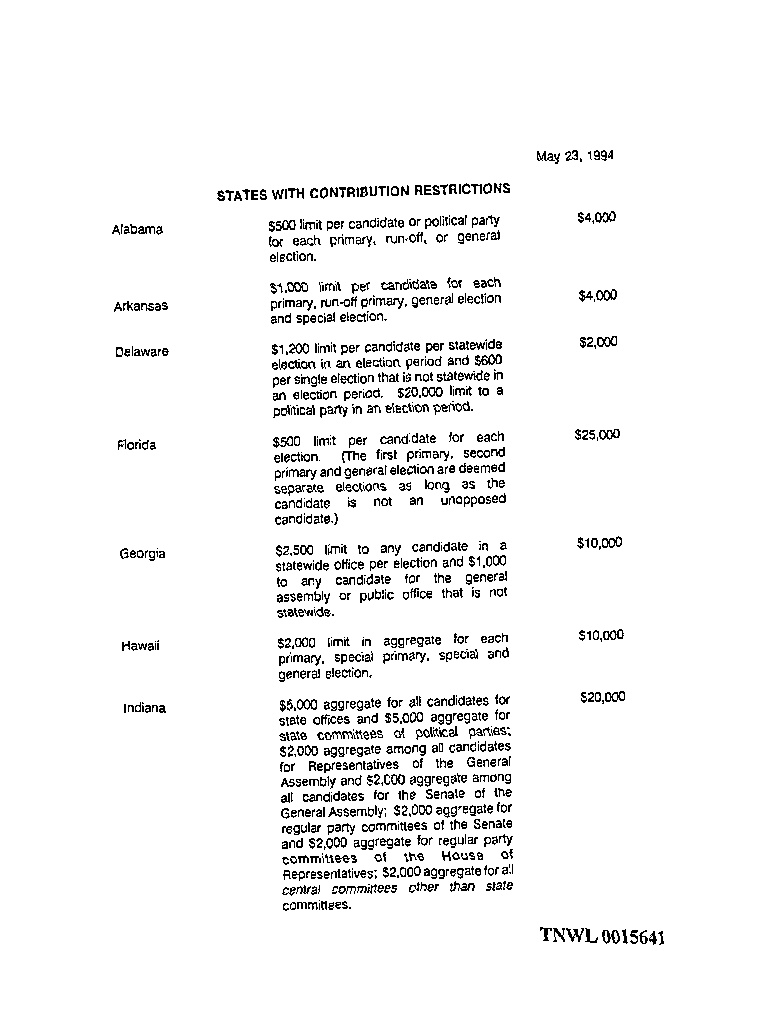 May 23, 1994
STATES WITH CONTRIBUTION RESTRICTIONS
Alabama $500 limit per candidate or political party $4,000
for each primary, run-off, or general
election.
$1,000 limit per candidate for each
Arkansas primary, run-off primary, general election $4,000
and special election.
Delaware $1,200 limit per candidate per statewide $2,000
election in an election period and $600
per single election that is not statewide in
an election period. $20,000 limit to a
political party in an election period.
Florida $500 limit per candidate for each $25,000
election. (The first primary, second
primary and general election are deemed
separate elections as long as the
candidate is not an unopposed
candidate.)
Georgia $2,500 limit to any candidate in a $10,000
statewide office per election and $1,000
to any candidate for the general
assembly or public office that is not
statewide.
Hawaii $2,000 limit in aggregate for each $10,000
primary, special primary, special and
general election.
Indiana $5,000 aggregate for all candidates for $20,000
state offices and $5,000 aggregate for
state committees of political parties;
$2,000 aggregate among all candidates
for Representatives of the General
Assembly and $2,000 aggregate among
all candidates for the Senate of the
General Assembly; $2,000 aggregate for
regular party committees of the Senate
and $2,000 aggregate for regular party
committees of the House of
Representatives; $2,000 aggregate for all
central committees other than state
committees.
TNWL 0015641